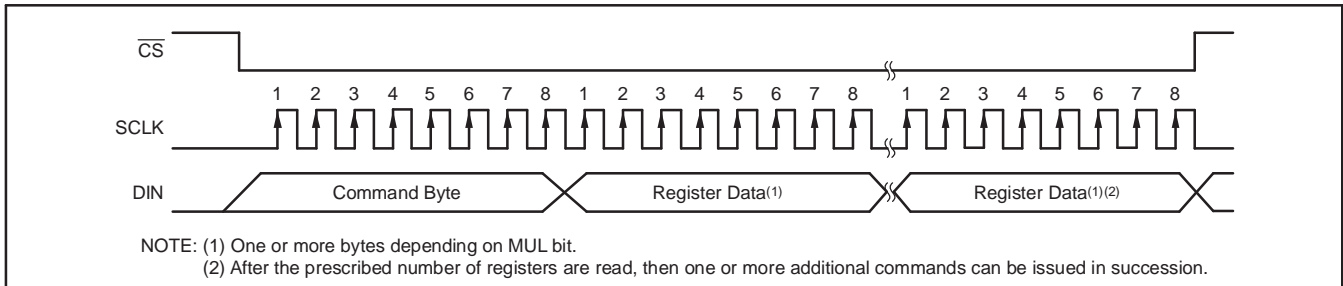 CS
1 2 3 4 5 6 7 8 1 2 3 4 5 6 7 8 1 2 3 4 5 6 7 8
SCLK
DIN Command Byte Register Data(1) Register Data(1)(2)
NOTE: (1) One or more bytes depending on MUL bit.
(2) After the prescribed number of registers are read, then one or more additional commands can be issued in succession.